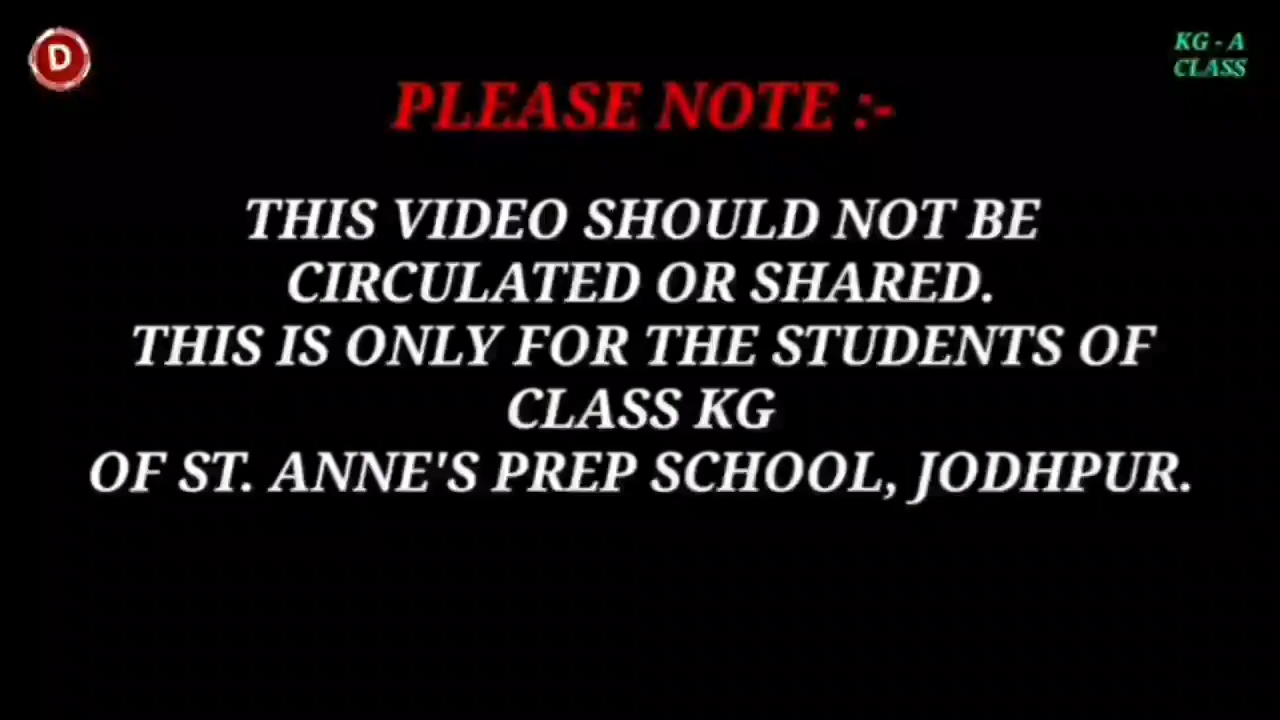 D
KG - A
CLASS
PLEASE NOTE :-
THIS VIDEO SHOULD NOT BE
CIRCULATED OR SHARED.
THIS IS ONLY FOR THE STUDENTS OF
CLASS KG
OF ST. ANNE'S PREP SCHOOL, JODHPUR.